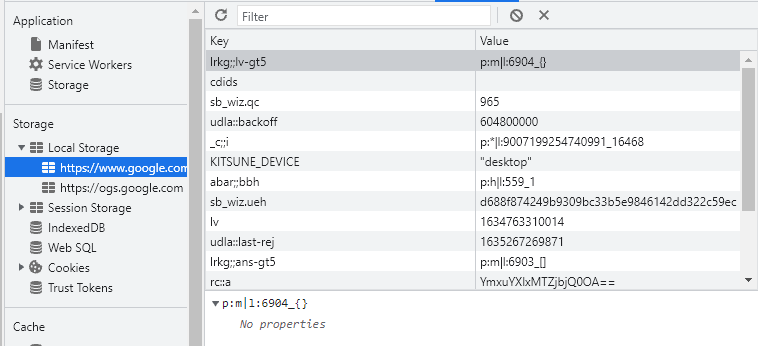 Application
Manifest
Service Workers
Storage
Storage
Local Storage
https://www.google.com
https://ogs.google.com
Session Storage
IndexedDB
Web SQL
Cookies
Trust Tokens
Cache
Filter
Key Value
lrkg;;lv-gt5 p:m|l:6904_{}
cdids
sb_wiz.qc 965
udla::backoff 604800000
_c;;i p:*|l:9007199254740991_16468
KITSUNE_DEVICE "desktop"
abar;;bbh p:h|l:559_1
sb_wiz.ueh d688f874249b9309bc33b5e9846142dd322c59ec
lv 1634763310014
udla::last-rej 1635267269871
lrkg;;ans-gt5 p:m|l:6903_[]
rc::a YmxuYXlxMTZjbjQ0OA==
p:m|l:6904_{}
No properties